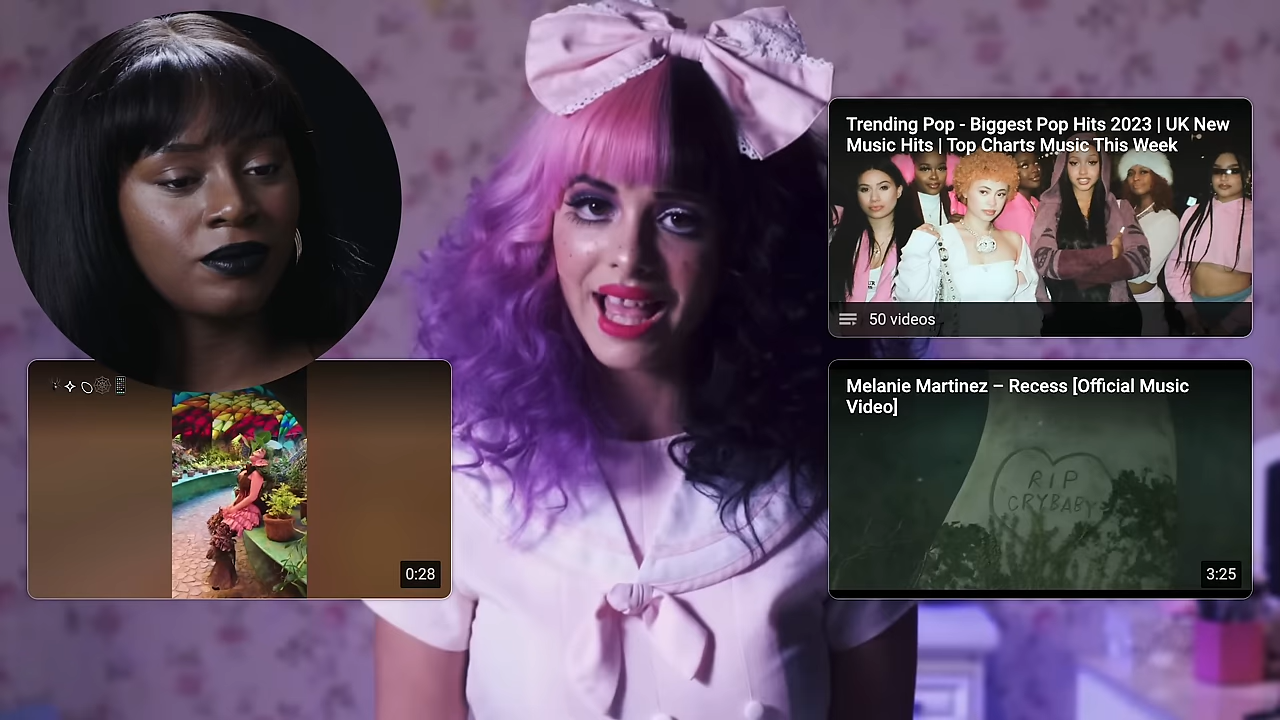 Trending Pop - Biggest Pop Hits 2023 | UK New
Music Hits | Top Charts Music This Week
50 videos
0:28
Melanie Martinez – Recess [Official Music
Video]
RIP
CRYBABY
3:25